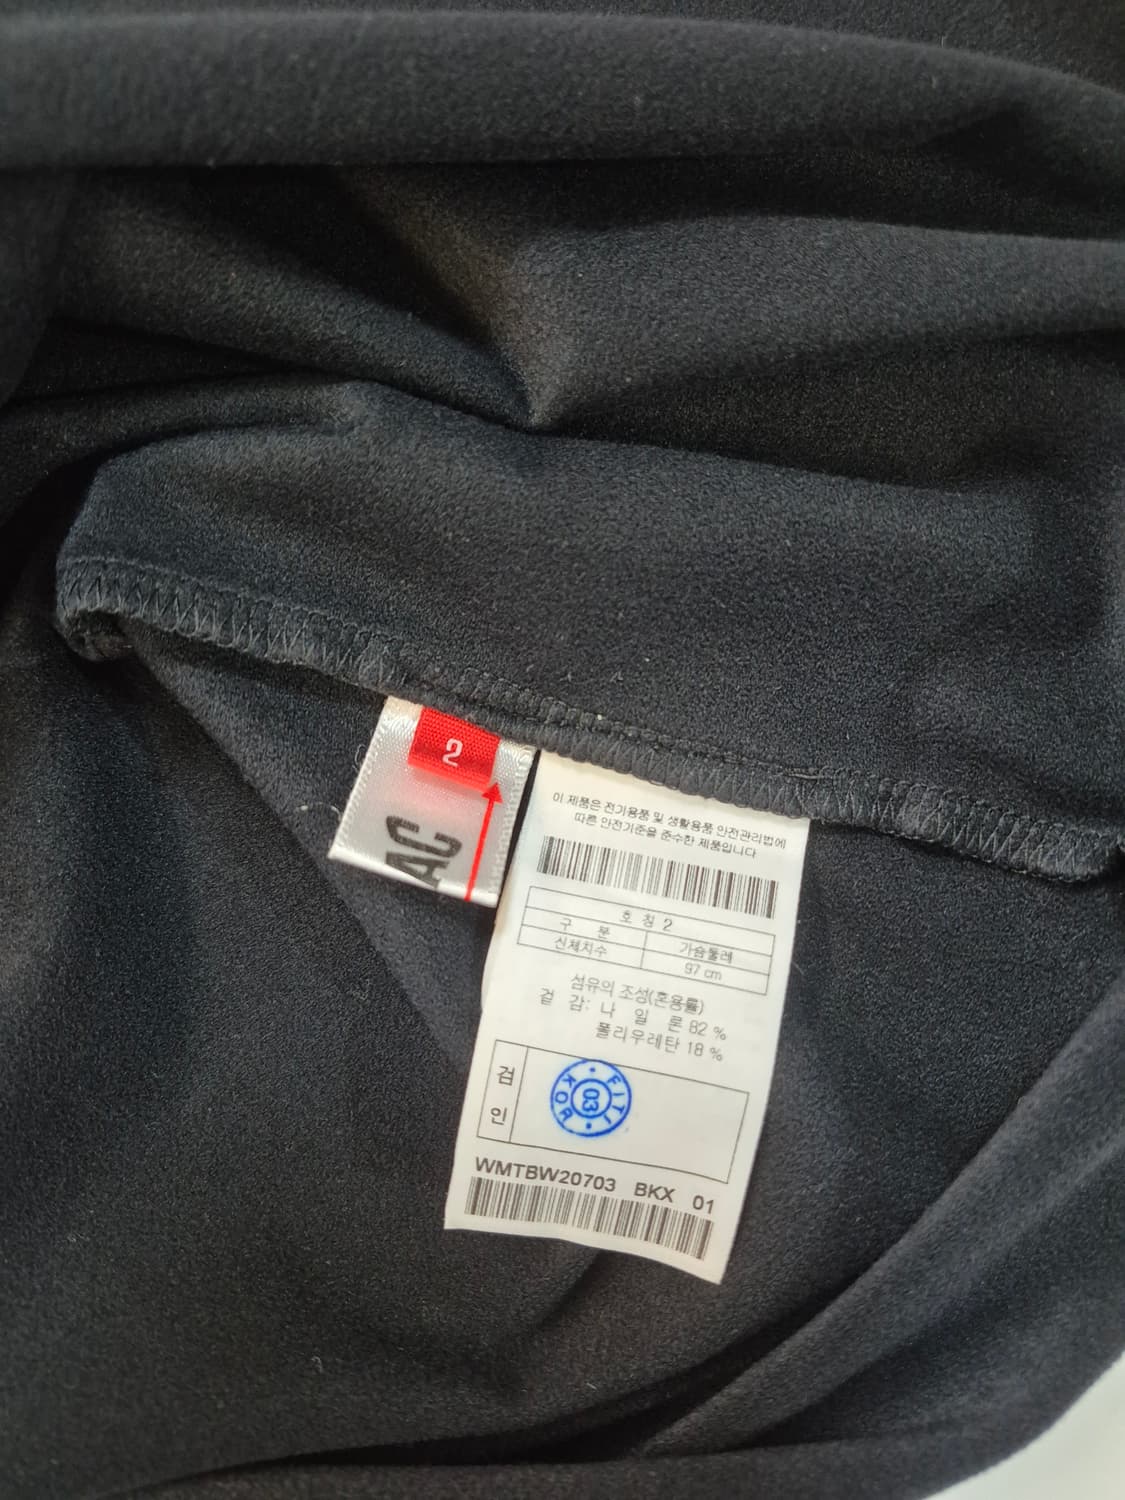 2
AC
이 제품은 전기용품 및 생활용품 안전관리법에
따른 안전기준을 준수한 제품입니다
호 칭 2
구 분 가슴둘레
신체치수 97 cm
섬유의 조성(혼용률)
겉 감: 나 일 론 82 %
폴리우레탄 18 %
검
인
FITI
03
KOR
WMTBW20703 BKX 01